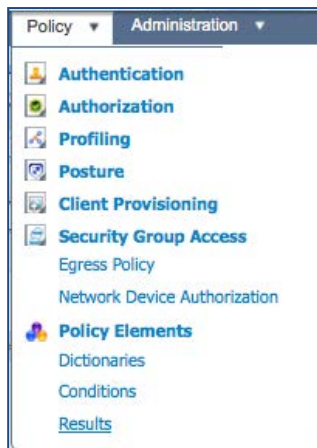 Policy ▼ Administration ▼
Authentication
Authorization
Profiling
Posture
Client Provisioning
Security Group Access
Egress Policy
Network Device Authorization
Policy Elements
Dictionaries
Conditions
Results